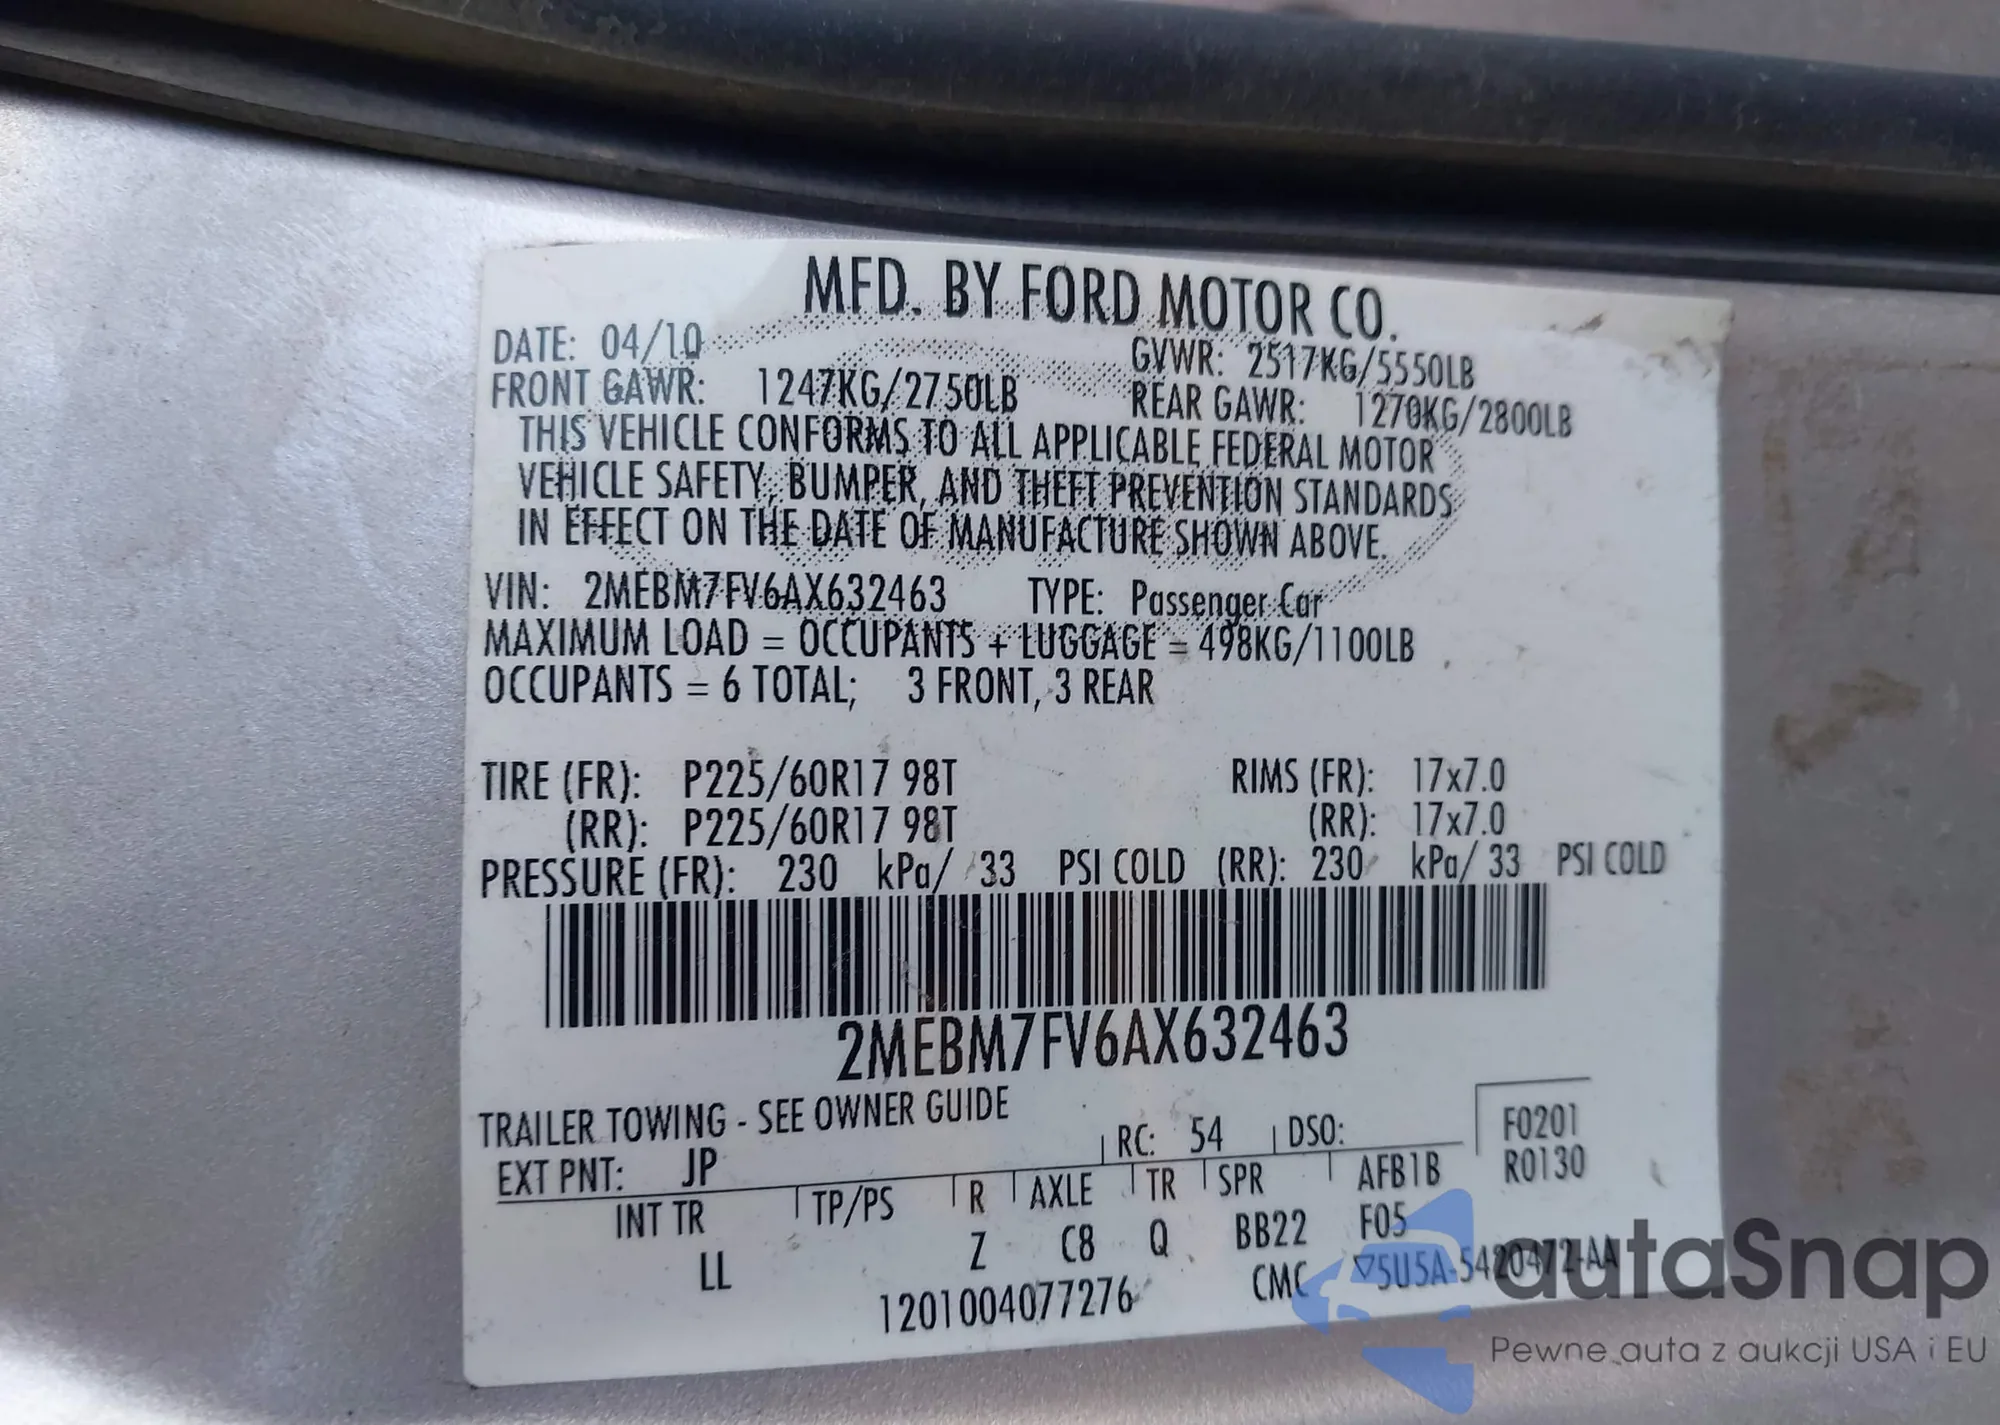 MFD. BY FORD MOTOR CO.
DATE: 04/10 GVWR: 2517KG/5550LB
FRONT GAWR: 1247KG/2750LB REAR GAWR: 1270KG/2800LB
THIS VEHICLE CONFORMS TO ALL APPLICABLE FEDERAL MOTOR
VEHICLE SAFETY, BUMPER, AND THEFT PREVENTION STANDARDS
IN EFFECT ON THE DATE OF MANUFACTURE SHOWN ABOVE.
VIN: 2MEBM7FV6AX632463 TYPE: Passenger Car
MAXIMUM LOAD = OCCUPANTS + LUGGAGE = 498KG/1100LB
OCCUPANTS = 6 TOTAL; 3 FRONT, 3 REAR
TIRE (FR): P225/60R17 98T RIMS (FR): 17x7.0
(RR): P225/60R17 98T (RR): 17x7.0
PRESSURE (FR): 230 kPa/ 33 PSI COLD (RR): 230 kPa/ 33 PSI COLD
2MEBM7FV6AX632463
TRAILER TOWING - SEE OWNER GUIDE
EXT PNT: JP RC: 54 DSO: F0201
R0130
INT TR TP/PS R AXLE TR SPR AFB1B
LL Z C8 Q BB22 F05
1201004077276 CMC ▽5U5A-5420472-AA
autaSnap
Pewne auta z aukcji USA i EU